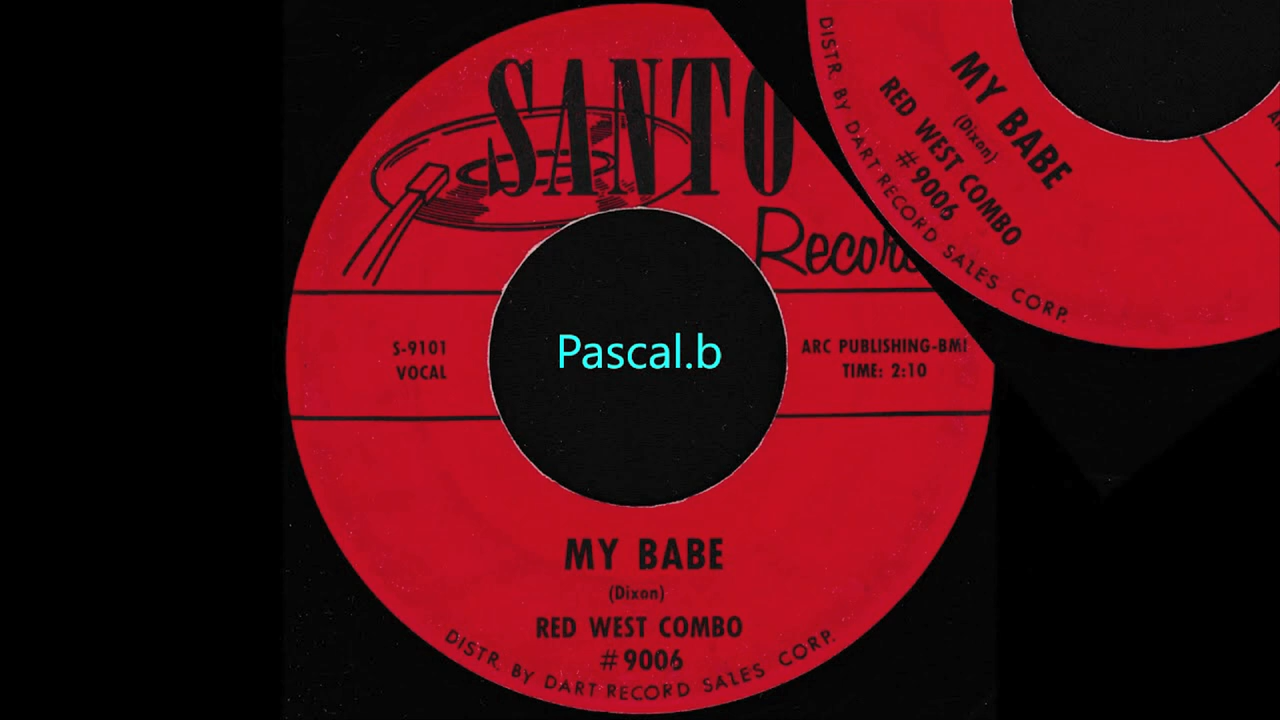 SANTO
Records
S-9101
VOCAL
Pascal.b
ARC PUBLISHING-BMI
TIME: 2:10
MY BABE
(Dixon)
RED WEST COMBO
#9006
DISTR. BY DART RECORD SALES CORP.
MY BABE
(Dixon)
RED WEST COMBO
#9006
DISTR. BY DART RECORD SALES CORP.